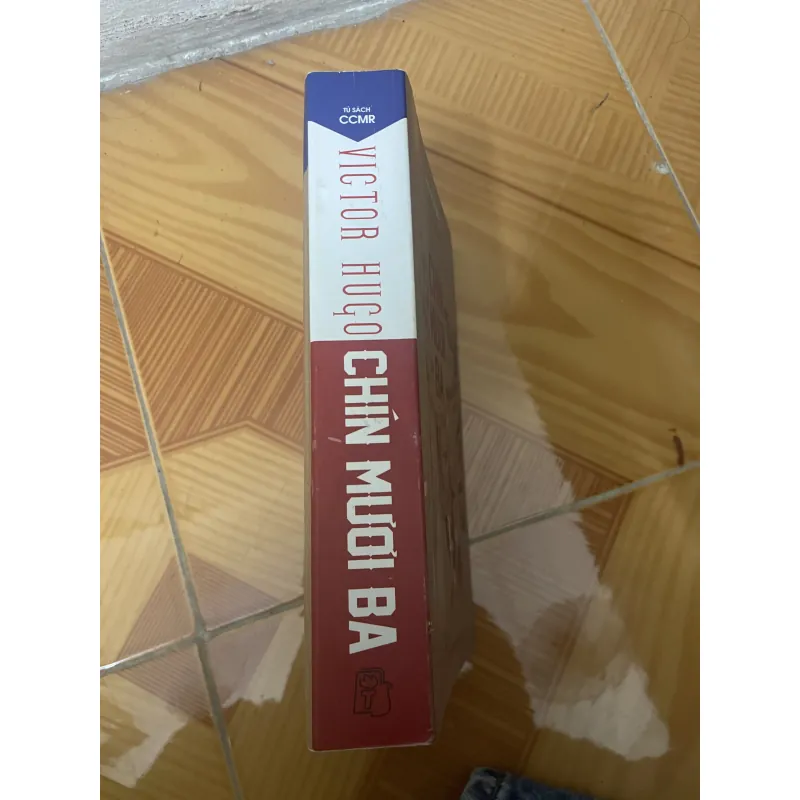 TỦ SÁCH
CCMR
VICTOR HUGO
CHÍN MƯƠI BA